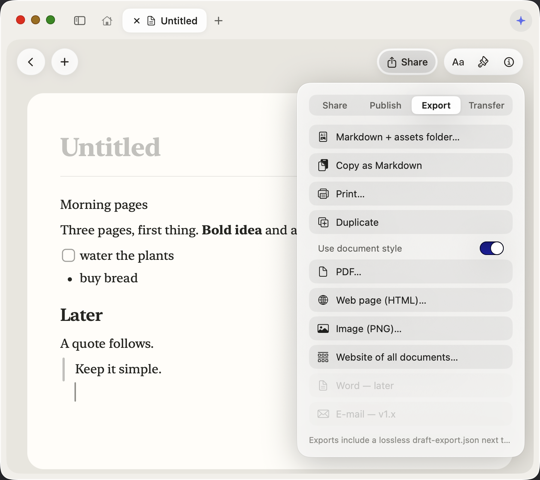 Untitled
Share
Aa
Share Publish Export Transfer
Untitled
Morning pages
Three pages, first thing. Bold idea and a
water the plants
• buy bread
Later
A quote follows.
Keep it simple.
Markdown + assets folder...
Copy as Markdown
Print...
Duplicate
Use document style
PDF...
Web page (HTML)...
Image (PNG)...
Website of all documents...
Word — later
E-mail — v1.x
Exports include a lossless draft-export.json next t...